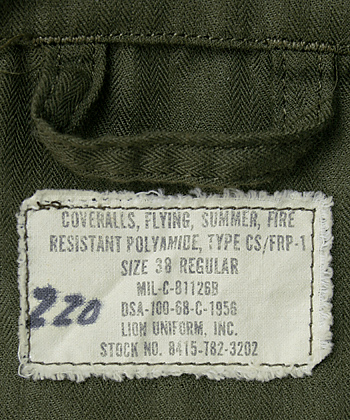 COVERALLS, FLYING, SUMMER, FIRE
RESISTANT POLYAMIDE, TYPE CS/FRP-1
SIZE 38 REGULAR
MIL-C-81126B
DSA-100-68-C-1956
LION UNIFORM, INC.
STOCK NO. 8415-T82-3202
220